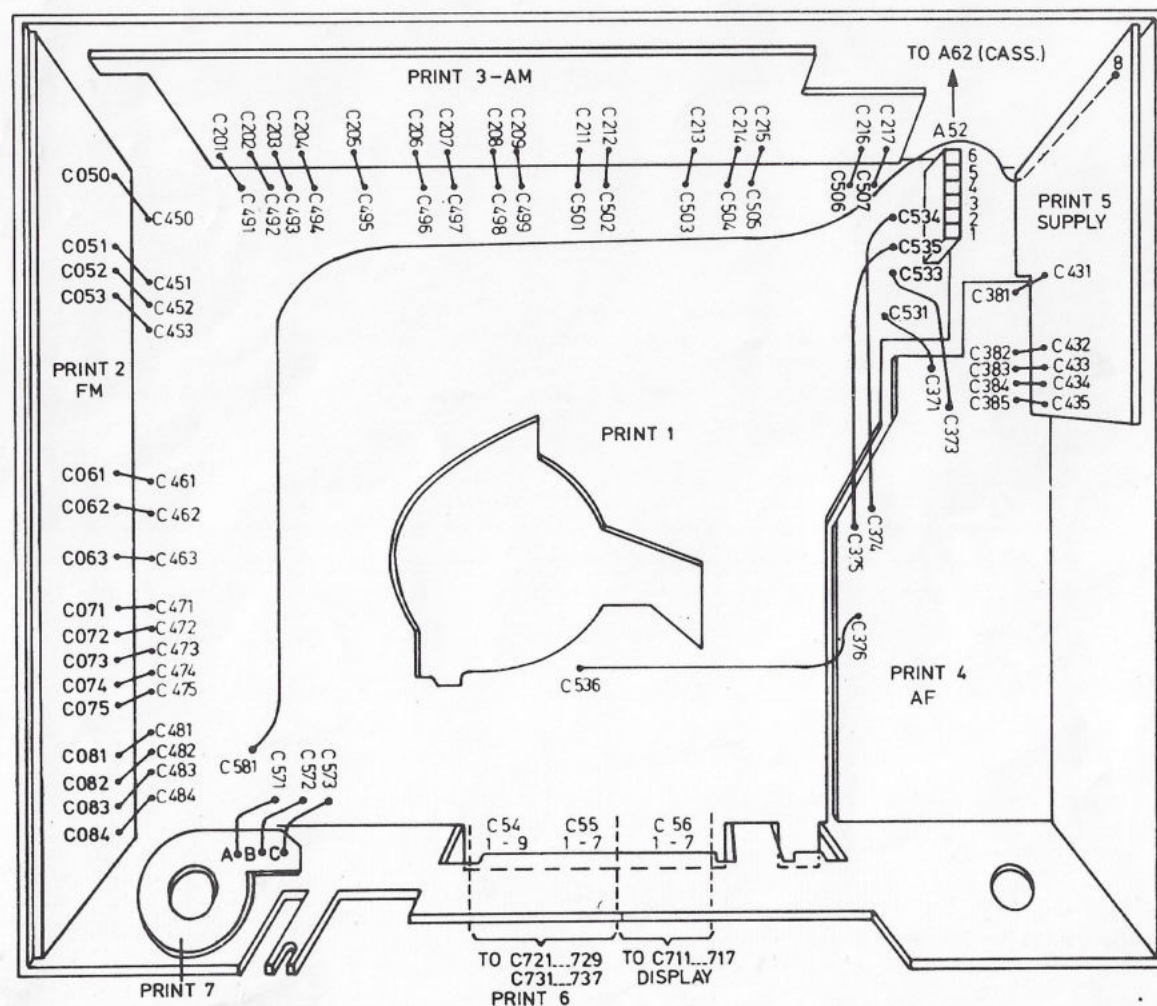 TO A62 (CASS.)
PRINT 3-AM
8
C201
C202
C203
C204
C205
C206
C207
C208
C209
C211
C212
C213
C214
C215
C216
C217
A52
6
5
4
3
2
1
C491
C492
C493
C494
C495
C496
C497
C498
C499
C501
C502
C503
C504
C505
C506
C507
PRINT 5
SUPPLY
C050
C450
C051
C451
C052
C452
C053
C453
C534
C535
C533
C531
C381
C431
C382
C432
C383
C433
C384
C434
C385
C435
C371
C373
PRINT 2
FM
PRINT 1
C061
C461
C062
C462
C063
C463
C374
C375
C071
C471
C072
C472
C073
C473
C074
C474
C075
C475
C376
C536
PRINT 4
AF
C081
C481
C082
C482
C083
C483
C084
C484
C581
C571
C572
C573
A B C
C54
1-9
C55
1-7
C56
1-7
TO C721....729
C731....737
PRINT 6
TO C711....717
DISPLAY
PRINT 7